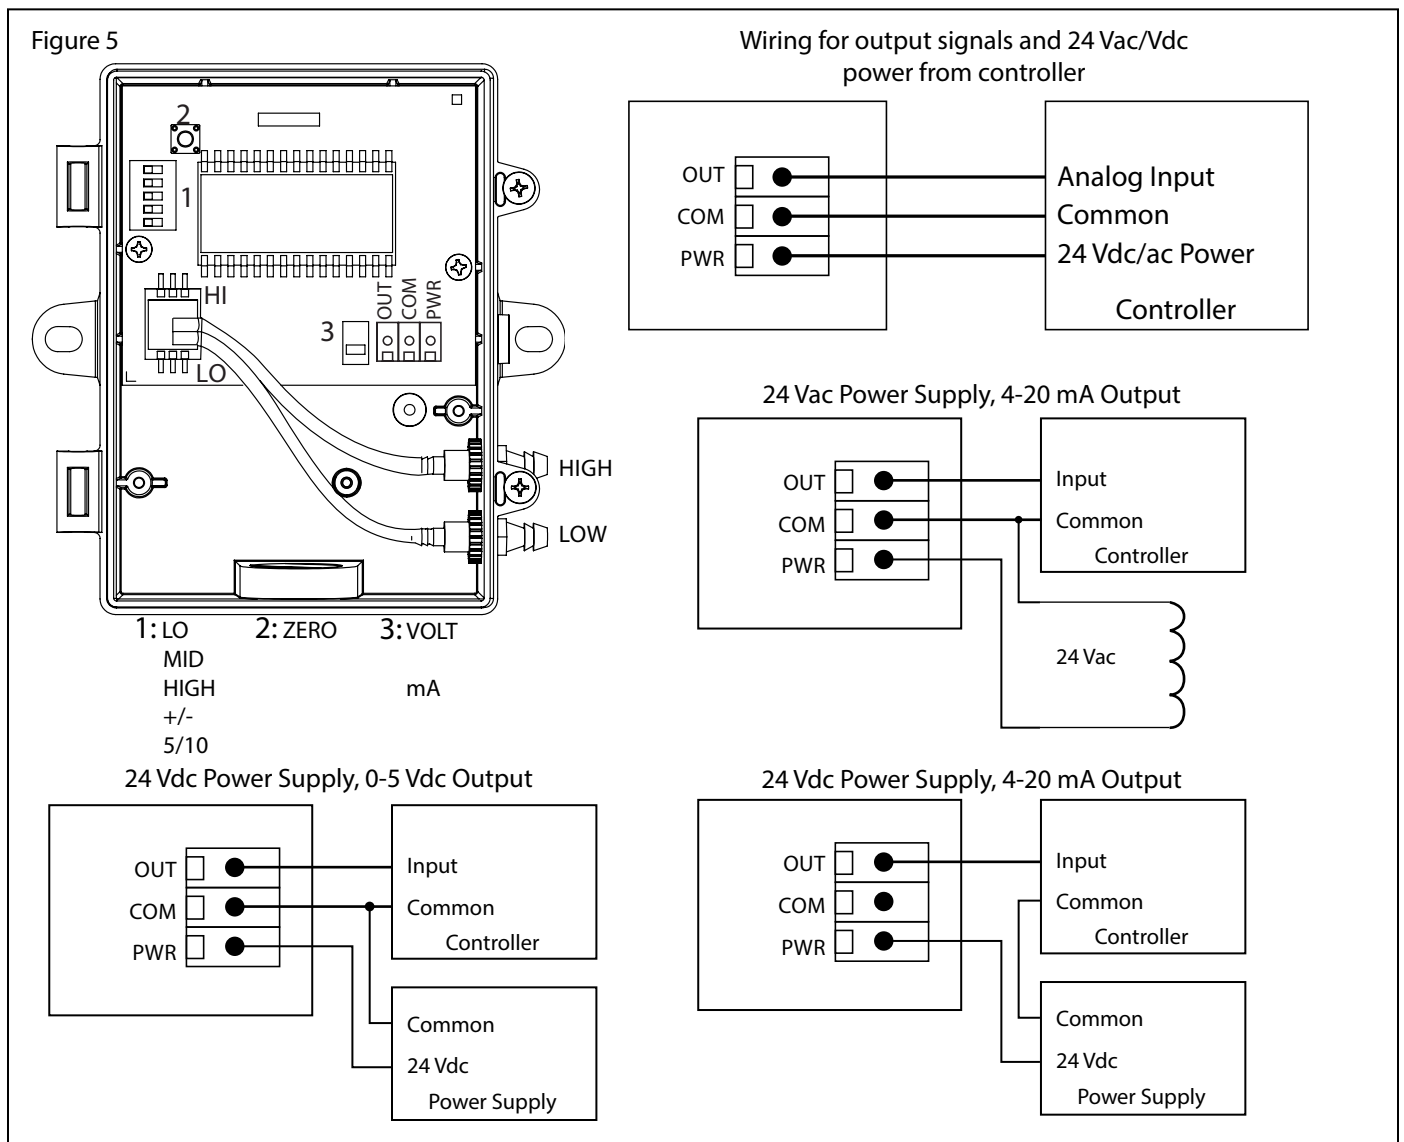 Figure 5
2
1
HI
LO
3
OUT
COM
PWR
HIGH
LOW
1: LO
MID
HIGH
+/-
5/10
2: ZERO
3: VOLT
mA
Wiring for output signals and 24 Vac/Vdc
power from controller
OUT
COM
PWR
Analog Input
Common
24 Vdc/ac Power
Controller
24 Vac Power Supply, 4-20 mA Output
OUT
COM
PWR
Input
Common
Controller
24 Vac
24 Vdc Power Supply, 0-5 Vdc Output
OUT
COM
PWR
Input
Common
Controller
Common
24 Vdc
Power Supply
24 Vdc Power Supply, 4-20 mA Output
OUT
COM
PWR
Input
Common
Controller
Common
24 Vdc
Power Supply